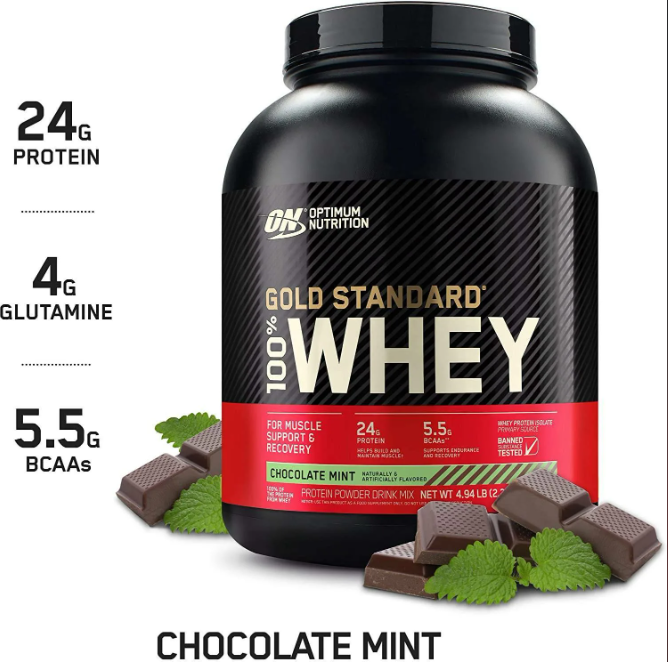 24G
PROTEIN
4G
GLUTAMINE
5.5G
BCAAs
ON® OPTIMUM
NUTRITION
GOLD STANDARD®
100% WHEY
FOR MUSCLE
SUPPORT &
RECOVERY
24G
PROTEIN
HELPS BUILD AND
MAINTAIN MUSCLE
5.5G
BCAAs
SUPPORTS ENDURANCE
AND RECOVERY
WHEY PROTEIN ISOLATE
PRIMARY SOURCE
BANNED
SUBSTANCE
TESTED
CHOCOLATE MINT
NATURALLY &
ARTIFICIALLY FLAVORED
100% OF
THE PROTEIN
FROM WHEY
PROTEIN POWDER DRINK MIX NET WT 4.94 LB
CHOCOLATE MINT